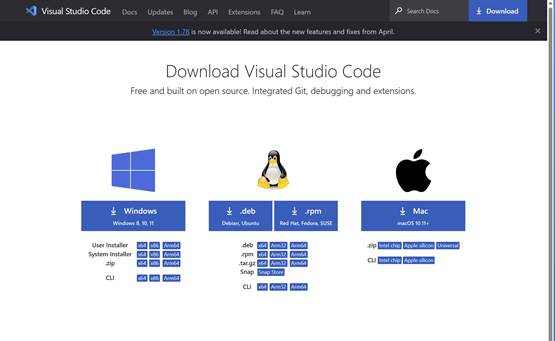 Visual Studio Code Docs Updates Blog API Extensions FAQ Learn Search Docs Download
Version 1.78 is now available! Read about the new features and fixes from April.
Download Visual Studio Code
Free and built on open source. Integrated Git, debugging and extensions.
Windows
Windows 8, 10, 11
User Installer x64 x86 Arm64
System Installer x64 x86 Arm64
.zip x64 x86 Arm64
CLI x64 x86 Arm64
.deb
Debian, Ubuntu
.rpm
Red Hat, Fedora, SUSE
.deb x64 Arm32 Arm64
.rpm x64 Arm32 Arm64
.tar.gz x64 Arm32 Arm64
Snap Snap Store
CLI x64 Arm32 Arm64
Mac
macOS 10.11+
.zip Intel chip Apple silicon Universal
CLI Intel chip Apple silicon